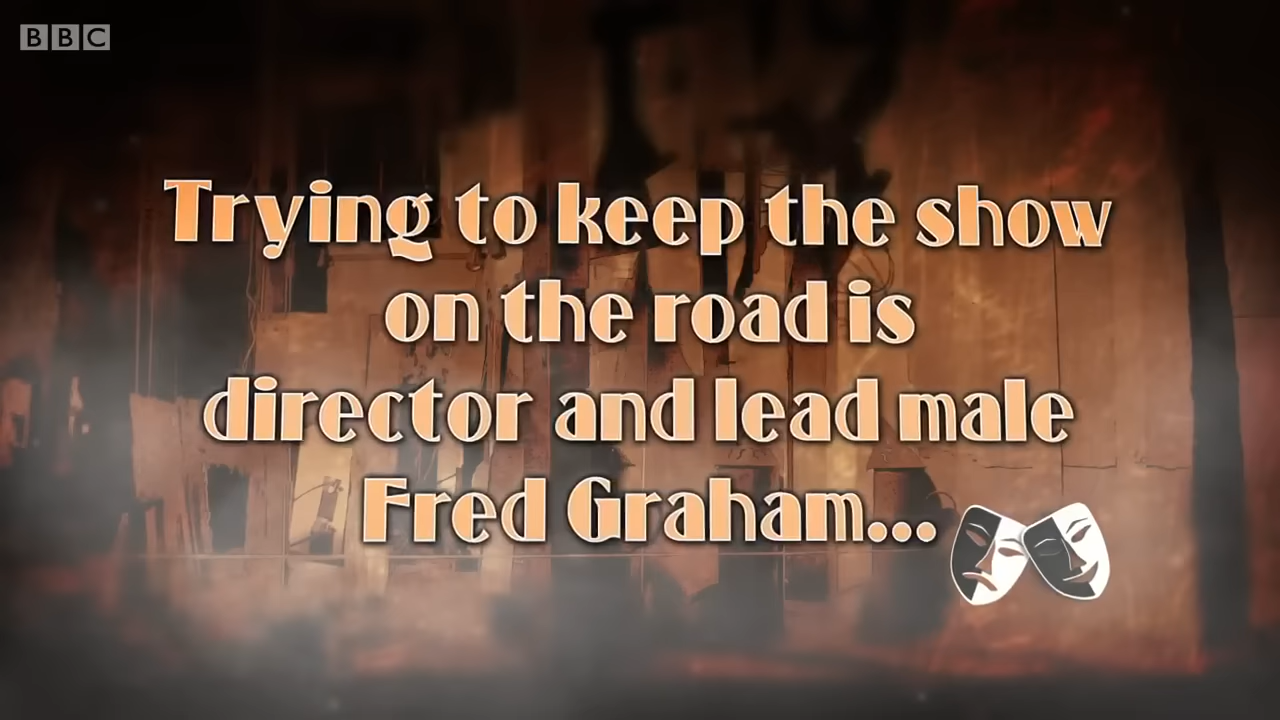 BBC
Trying to keep the show
on the road is
director and lead male
Fred Graham...